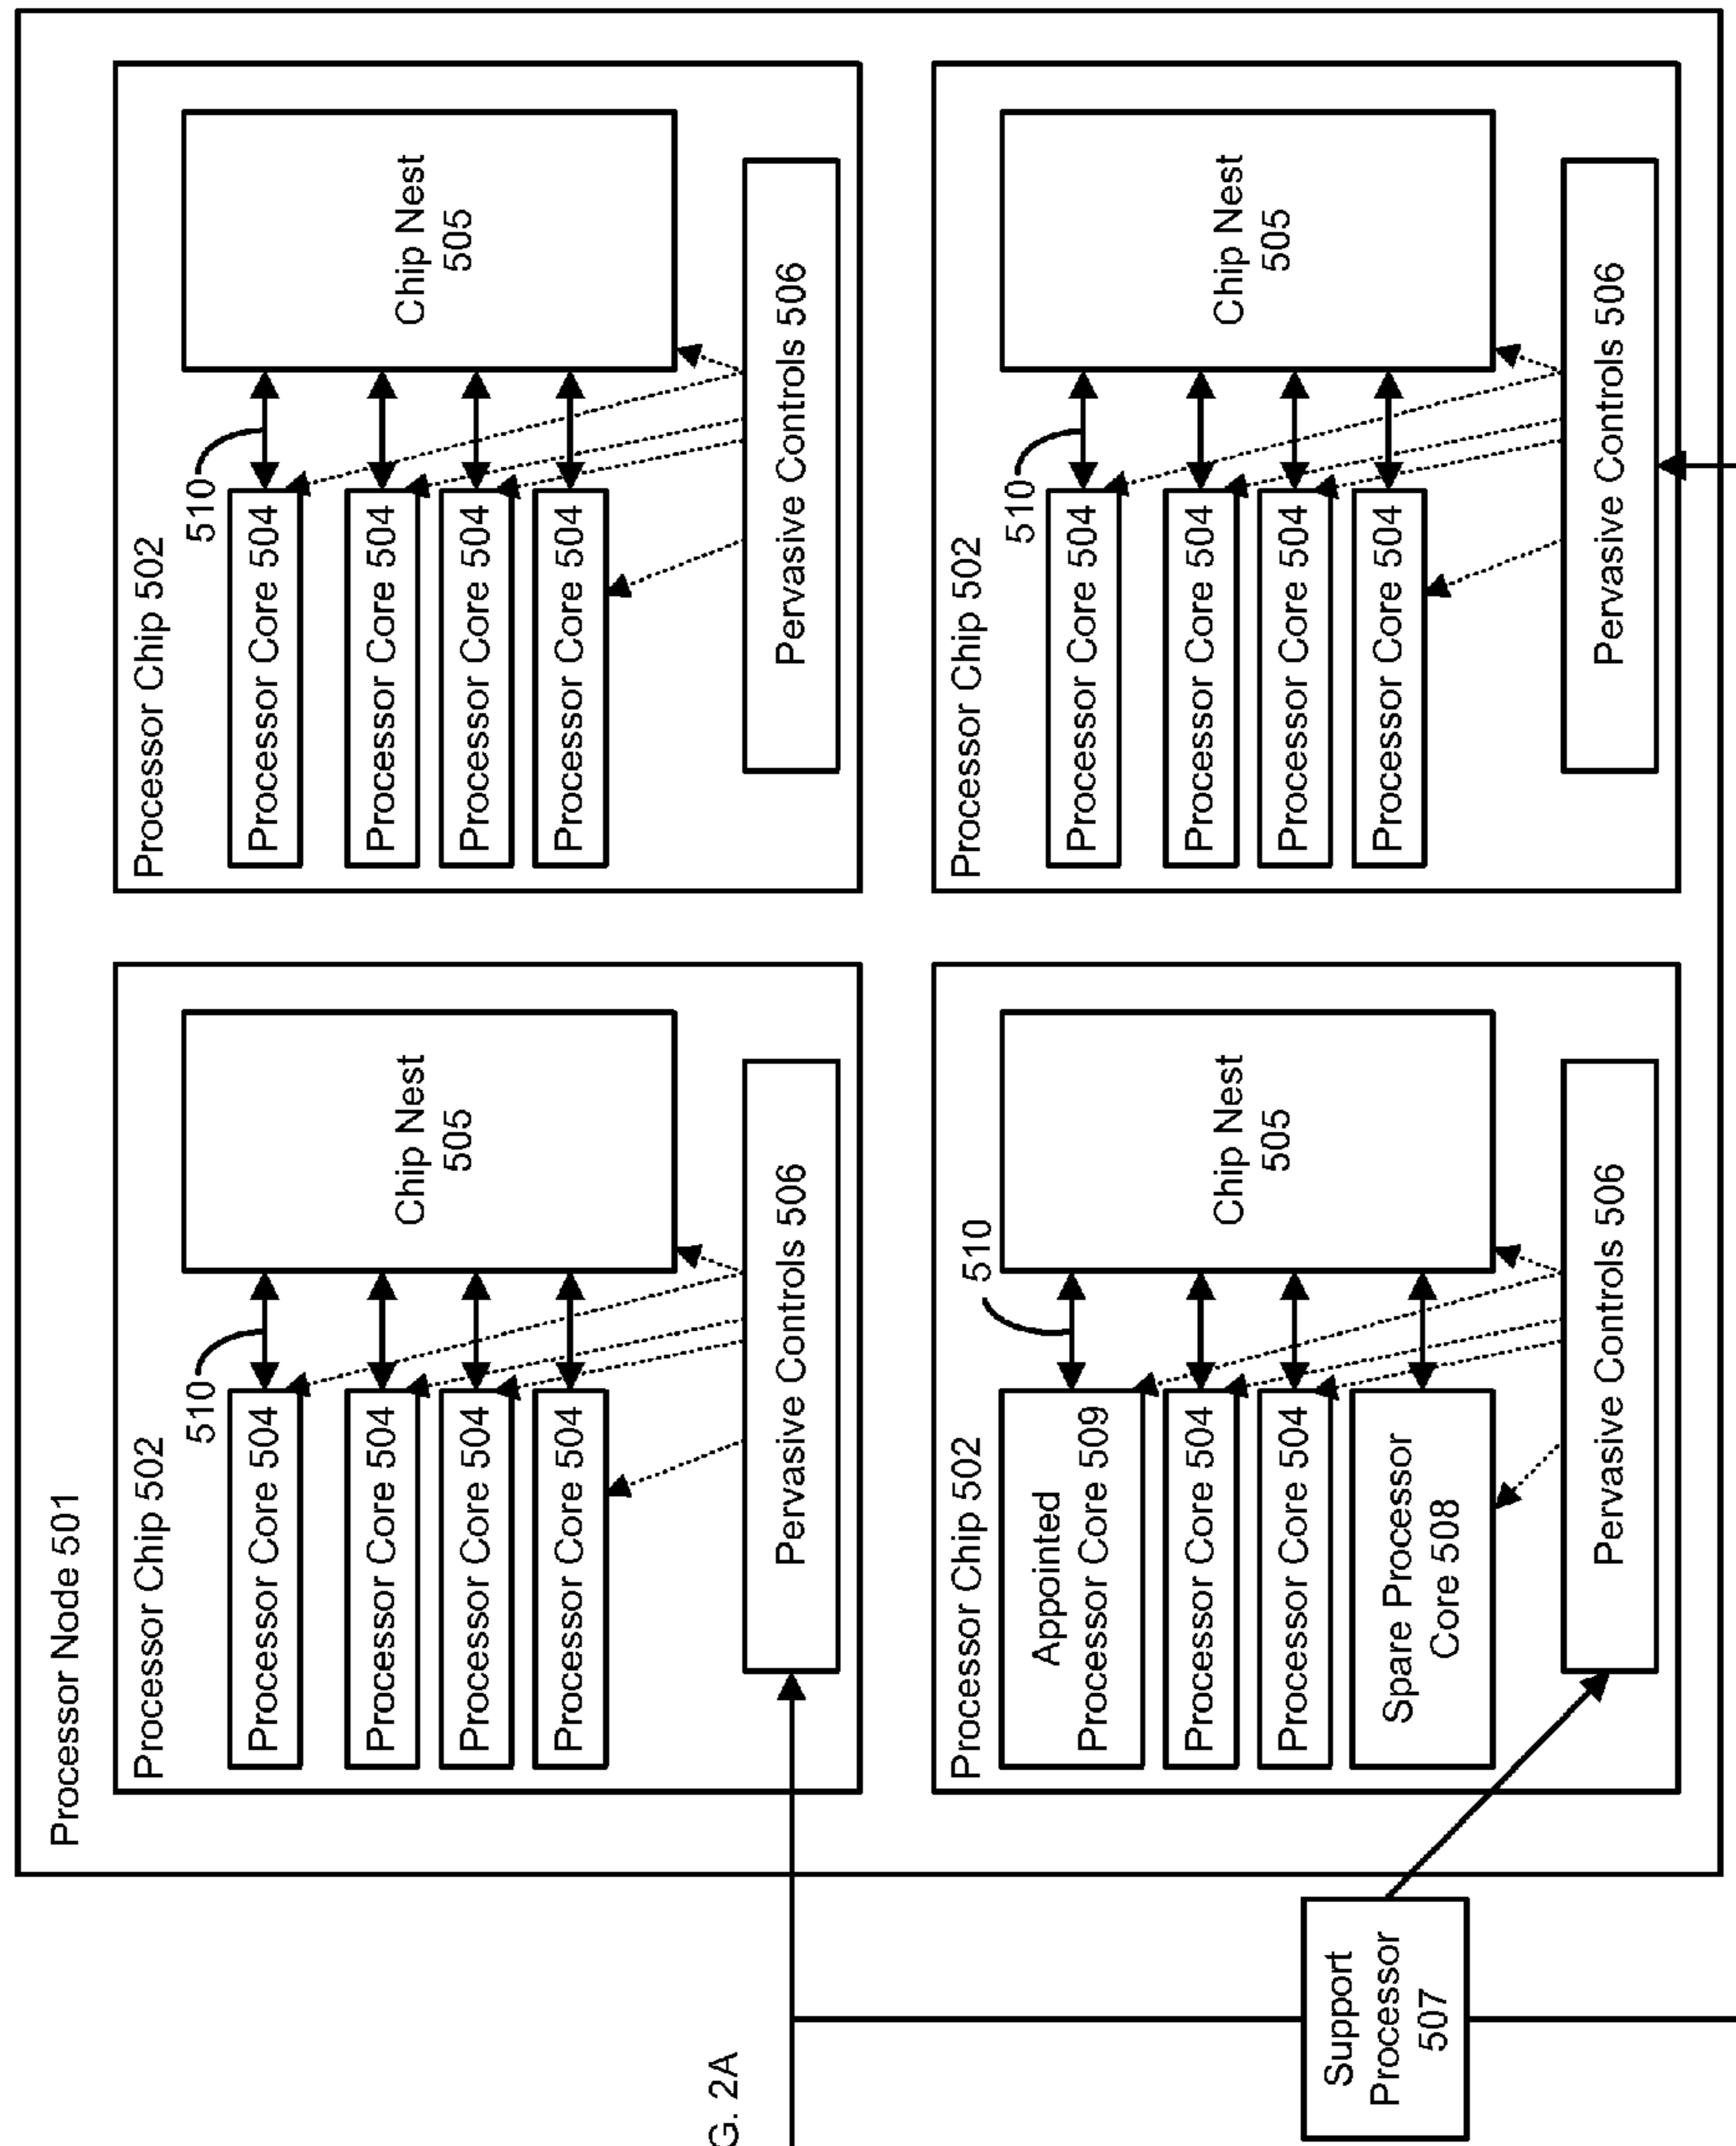 Processor Node 501
Processor Chip 502
510
Processor Core 504
Processor Core 504
Processor Core 504
Processor Core 504
Chip Nest
505
Pervasive Controls 506
Processor Chip 502
510
Processor Core 504
Processor Core 504
Processor Core 504
Processor Core 504
Chip Nest
505
Pervasive Controls 506
G. 2A
Processor Chip 502
510
Appointed
Processor Core 509
Processor Core 504
Processor Core 504
Spare Processor
Core 508
Chip Nest
505
Pervasive Controls 506
Processor Chip 502
510
Processor Core 504
Processor Core 504
Processor Core 504
Processor Core 504
Chip Nest
505
Pervasive Controls 506
Support
Processor
507